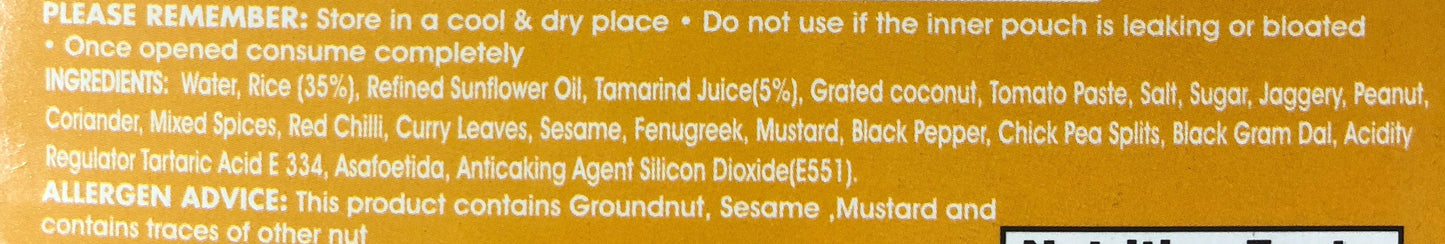 PLEASE REMEMBER: Store in a cool & dry place • Do not use if the inner pouch is leaking or bloated
• Once opened consume completely
INGREDIENTS: Water, Rice (35%), Refined Sunflower Oil, Tamarind Juice(5%), Grated coconut, Tomato Paste, Salt, Sugar, Jaggery, Peanut,
Coriander, Mixed Spices, Red Chilli, Curry Leaves, Sesame, Fenugreek, Mustard, Black Pepper, Chick Pea Splits, Black Gram Dal, Acidity
Regulator Tartaric Acid E 334, Asafoetida, Anticaking Agent Silicon Dioxide(E551).
ALLERGEN ADVICE: This product contains Groundnut, Sesame ,Mustard and
contains traces of other nut
Nutrition Facts